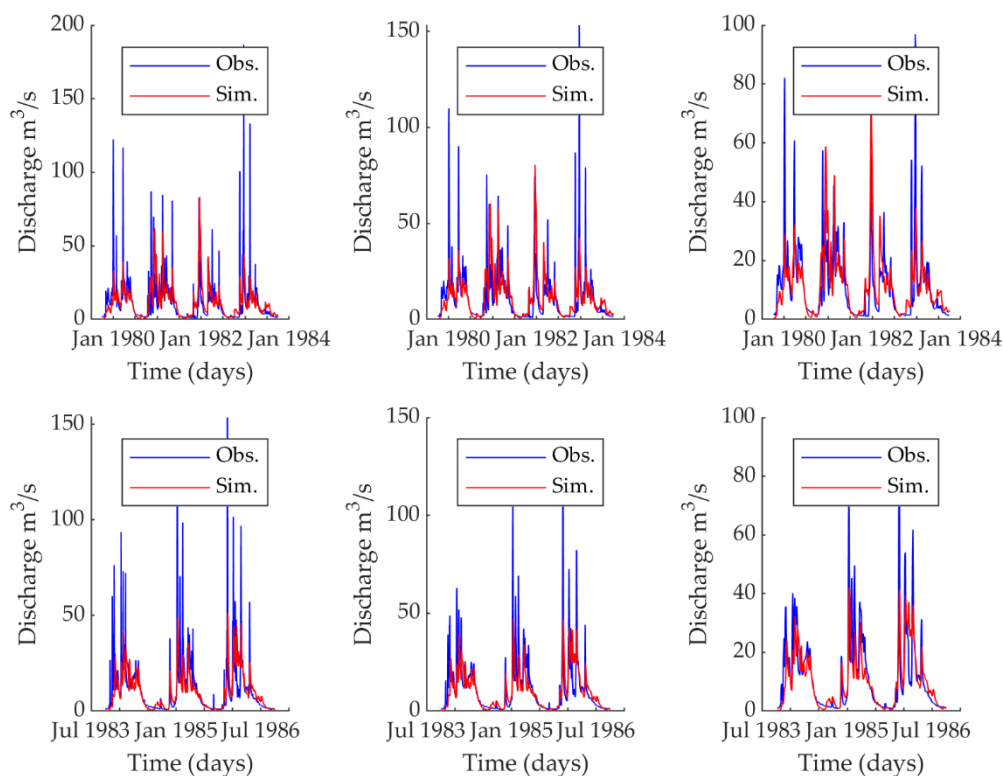 200
150
100
50
0
Discharge m³/s
Obs.
Sim.
Jan 1980 Jan 1982 Jan 1984
Time (days)
150
100
50
0
Discharge m³/s
Obs.
Sim.
Jan 1980 Jan 1982 Jan 1984
Time (days)
100
80
60
40
20
0
Discharge m³/s
Obs.
Sim.
Jan 1980 Jan 1982 Jan 1984
Time (days)
150
100
50
0
Discharge m³/s
Obs.
Sim.
Jul 1983 Jan 1985 Jul 1986
Time (days)
150
100
50
0
Discharge m³/s
Obs.
Sim.
Jul 1983 Jan 1985 Jul 1986
Time (days)
100
80
60
40
20
0
Discharge m³/s
Obs.
Sim.
Jul 1983 Jan 1985 Jul 1986
Time (days)